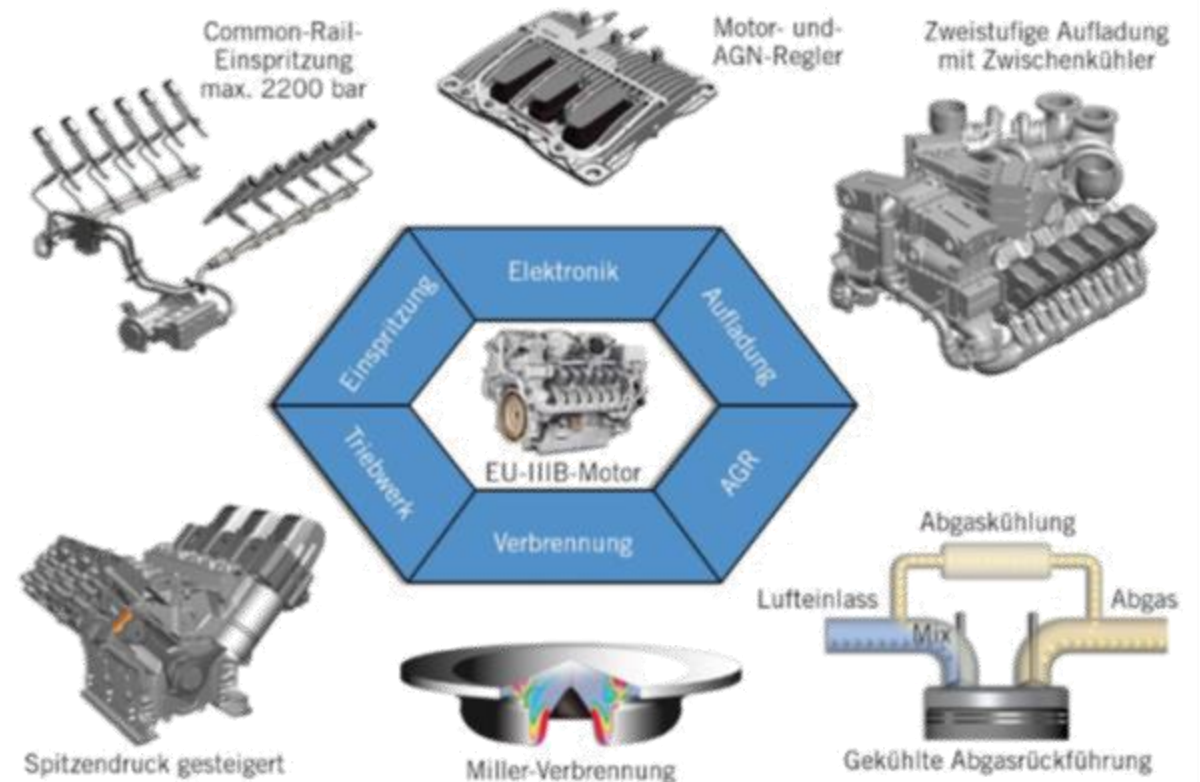 Common-Rail-
Einspritzung
max. 2200 bar
Motor- und-
AGN-Regler
Zweistufige Aufladung
mit Zwischenkühler
Elektronik
Einspritzung
Aufladung
EU-IIIB-Motor
Triebwerk
AGR
Verbrennung
Abgaskühlung
Lufteinlass
Abgas
Mix
Spitzendruck gesteigert
Miller-Verbrennung
Gekühlte Abgasrückführung